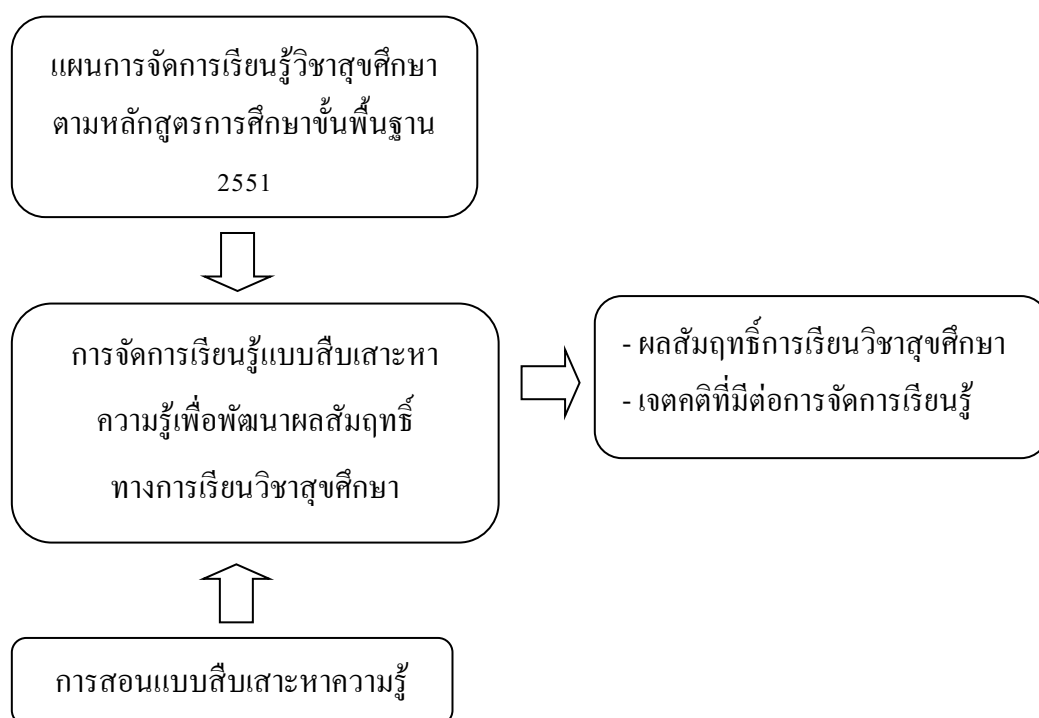 แผนการจัดการเรียนรู้วิชาสุขศึกษา
ตามหลักสูตรการศึกษาขั้นพื้นฐาน
2551
การจัดการเรียนรู้แบบสืบเสาะหา
ความรู้เพื่อพัฒนาผลสัมฤทธิ์
ทางการเรียนวิชาสุขศึกษา
- ผลสัมฤทธิ์การเรียนวิชาสุขศึกษา
- เจตคติที่มีต่อการจัดการเรียนรู้
การสอนแบบสืบเสาะหาความรู้